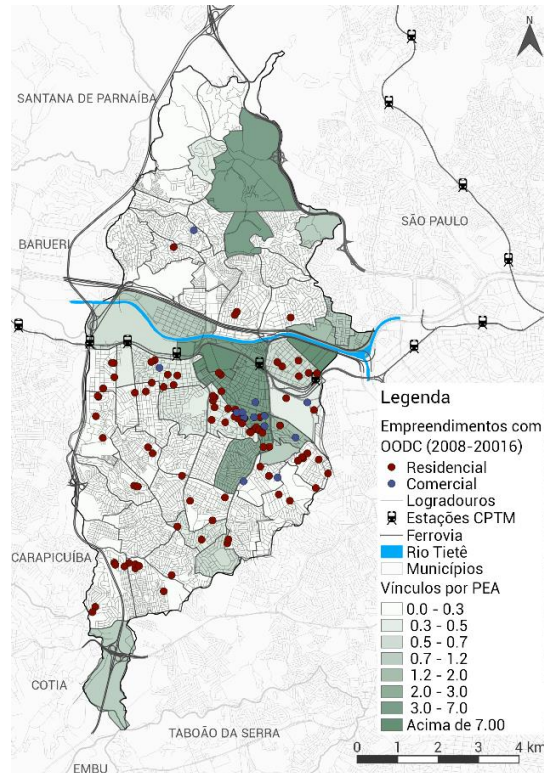 N
SANTANA DE PARNAÍBA
SÃO PAULO
BARUERI
CARAPICUÍBA
COTIA
TABOÃO DA SERRA
EMBU
Legenda
Empreendimentos com
OODC (2008-20016)
Residencial
Comercial
Logradouros
Estações CPTM
Ferrovia
Rio Tietê
Municípios
Vínculos por PEA
0.0 - 0.3
0.3 - 0.5
0.5 - 0.7
0.7 - 1.2
1.2 - 2.0
2.0 - 3.0
3.0 - 7.0
Acima de 7.00
0 1 2 3 4 km